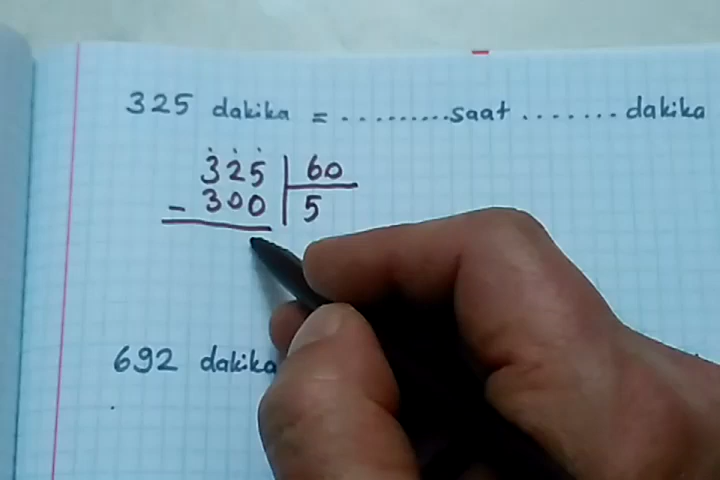 325 dakika = .........saat ....... dakika
325 | 60
- 300 | 5
692 dakika